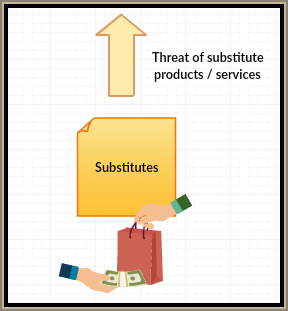 Threat of substitute
products / services
Substitutes